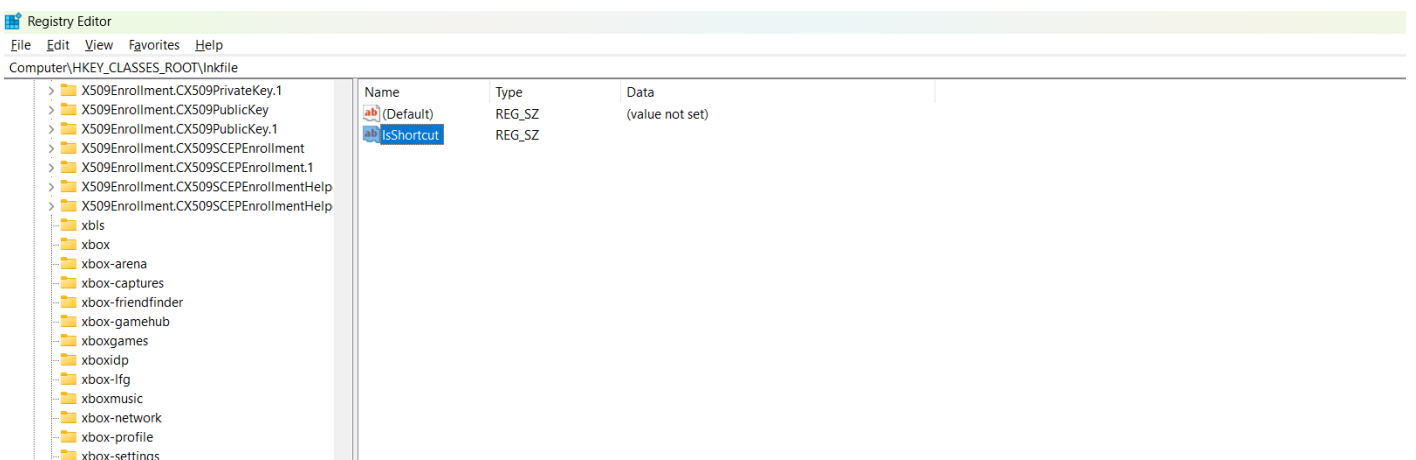 Registry Editor
File Edit View Favorites Help
Computer\HKEY_CLASSES_ROOT\Inkfile
X509Enrollment.CX509PrivateKey.1
X509Enrollment.CX509PublicKey
X509Enrollment.CX509PublicKey.1
X509Enrollment.CX509SCEPEnrollment
X509Enrollment.CX509SCEPEnrollment.1
X509Enrollment.CX509SCEPEnrollmentHelp
X509Enrollment.CX509SCEPEnrollmentHelp
xbls
xbox
xbox-arena
xbox-captures
xbox-friendfinder
xbox-gamehub
xboxgames
xboxidp
xbox-lfg
xboxmusic
xbox-network
xbox-profile
xbox-settings
Name Type Data
ab (Default) REG_SZ (value not set)
ab IsShortcut REG_SZ